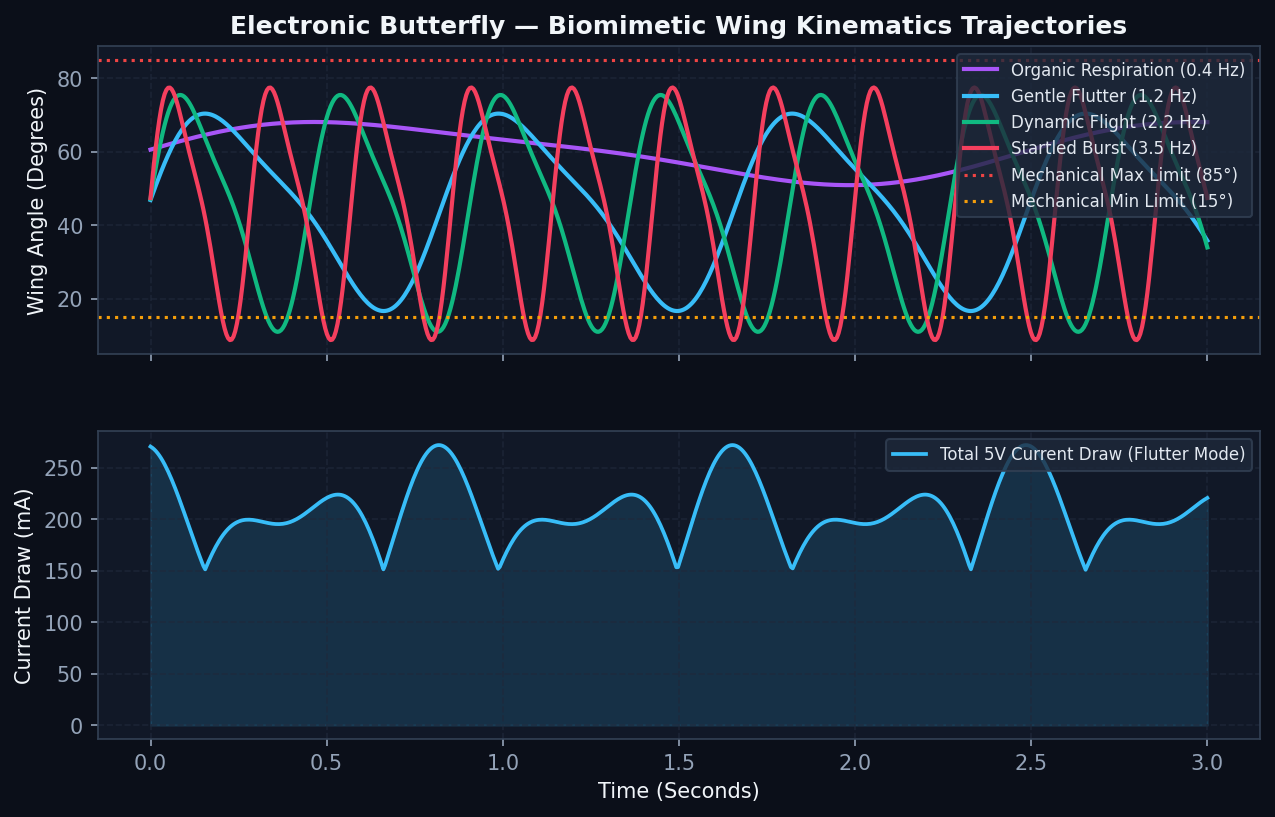 Electronic Butterfly — Biomimetic Wing Kinematics Trajectories
Wing Angle (Degrees)
80
60
40
20
Organic Respiration (0.4 Hz)
Gentle Flutter (1.2 Hz)
Dynamic Flight (2.2 Hz)
Startled Burst (3.5 Hz)
Mechanical Max Limit (85°)
Mechanical Min Limit (15°)
Current Draw (mA)
250
200
150
100
50
0
Total 5V Current Draw (Flutter Mode)
0.0 0.5 1.0 1.5 2.0 2.5 3.0
Time (Seconds)